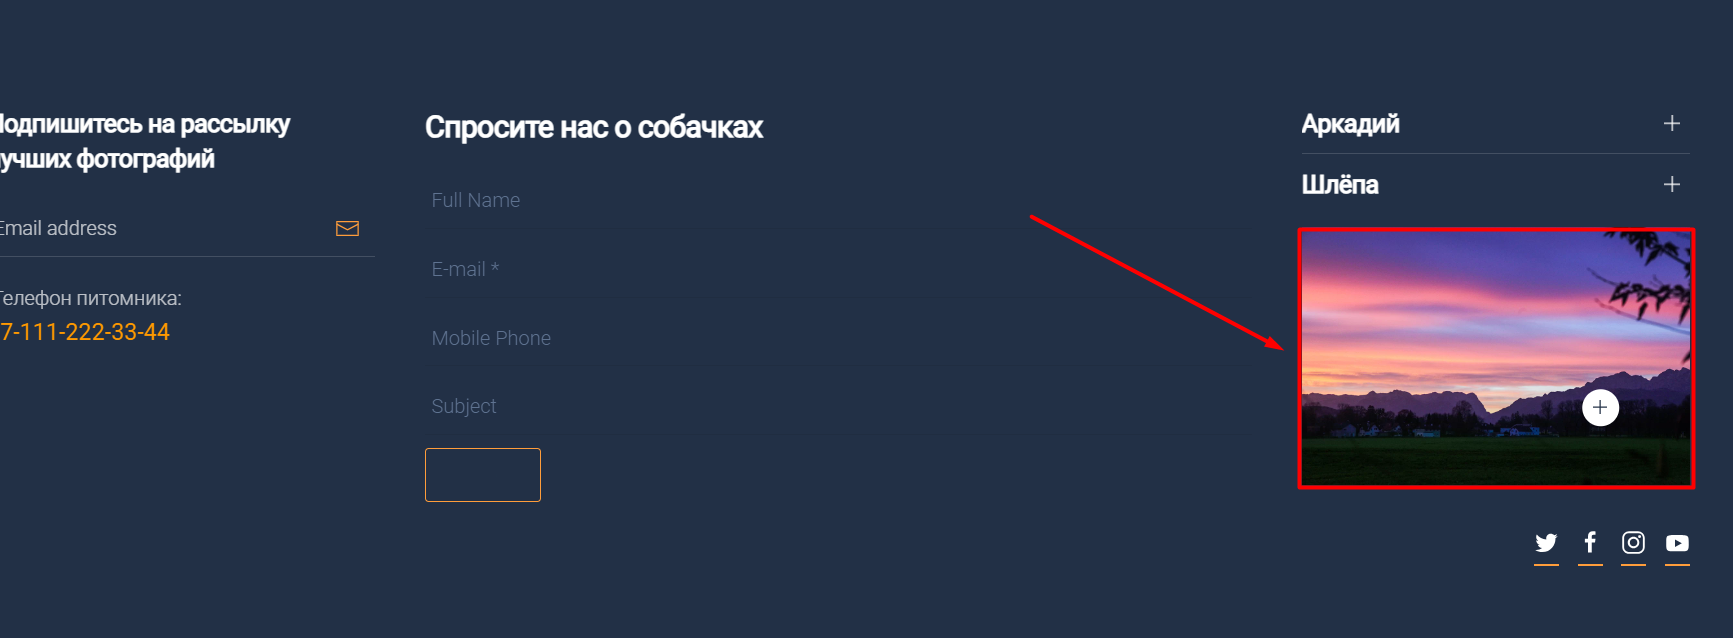 одпишитесь на рассылку
учших фотографий
Email address
елефон питомника:
7-111-222-33-44
Спросите нас о собачках
Full Name
E-mail *
Mobile Phone
Subject
Аркадий
Шлёпа